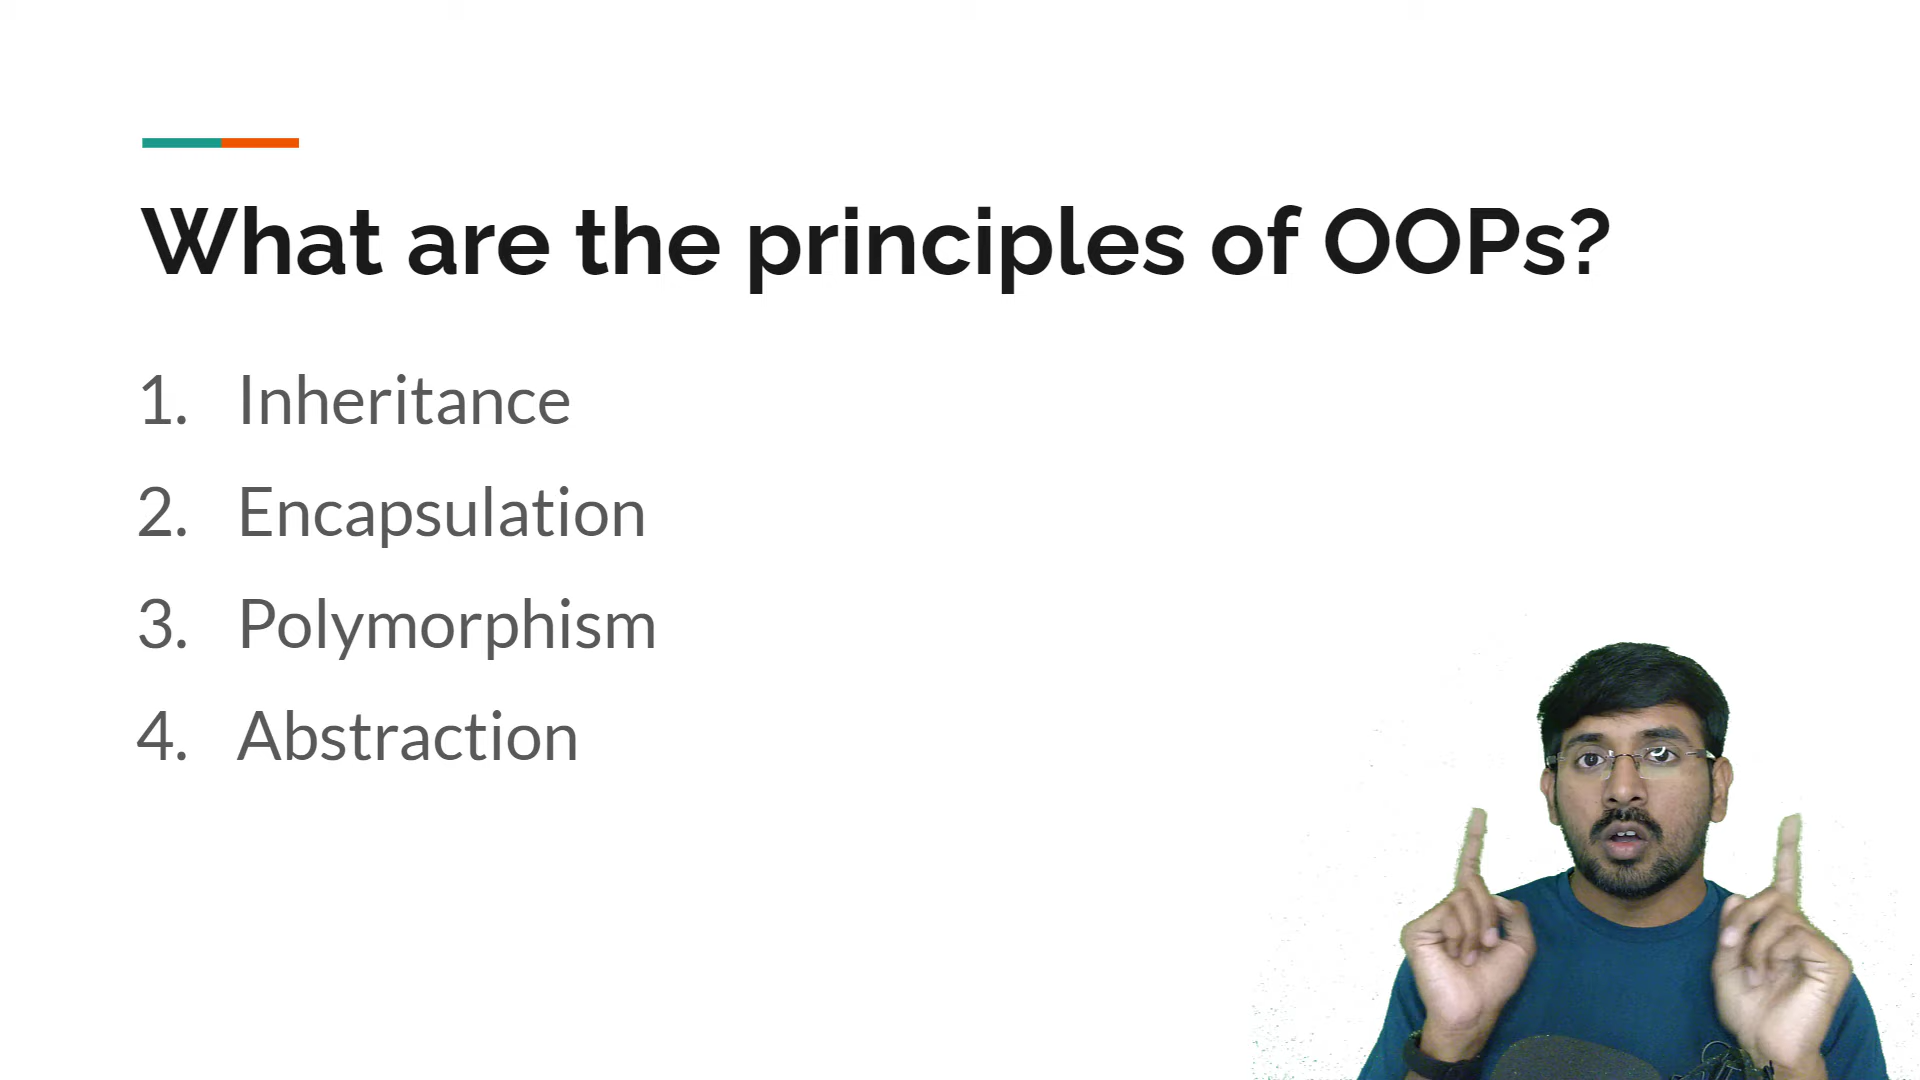 What are the principles of OOPs?
1. Inheritance
2. Encapsulation
3. Polymorphism
4. Abstraction